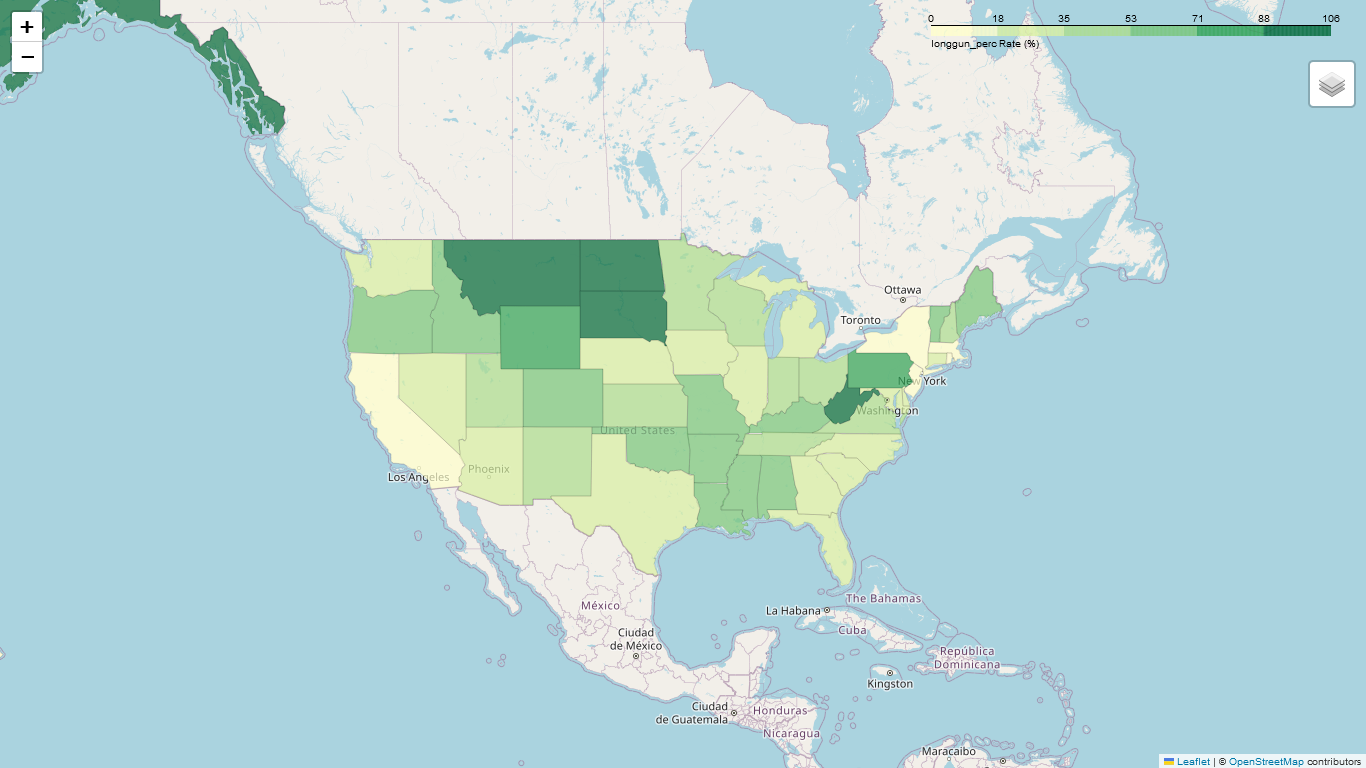 +
−
0 18 35 53 71 88 106
longgun_perc Rate (%)
Ottawa
Toronto
New York
Washington
United States
Phoenix
Los Angeles
The Bahamas
México
La Habana
Cuba
Ciudad
de México
República
Dominicana
Kingston
Ciudad
de Guatemala
Honduras
Nicaragua
Maracaibo
Leaflet | © OpenStreetMap contributors